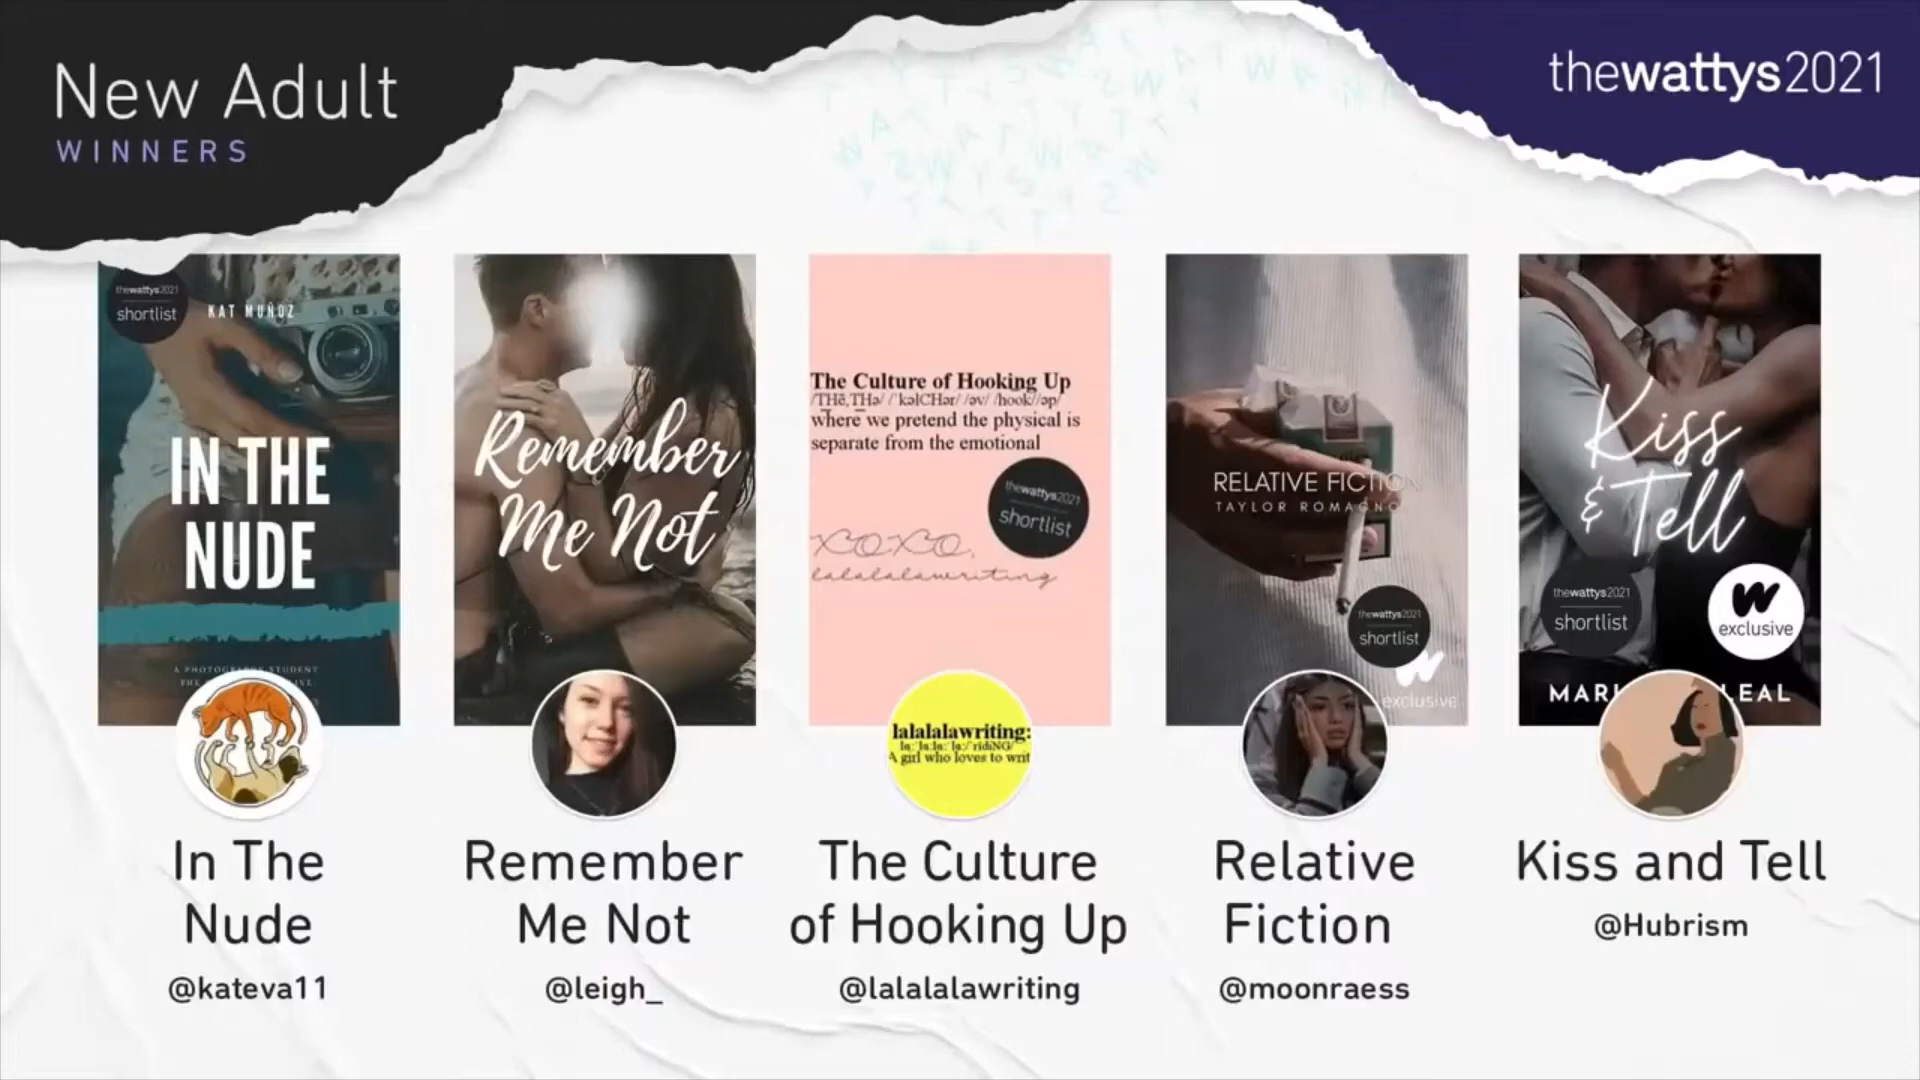 New Adult
WINNERS
thewattys2021
thewattys2021
shortlist
KAT MUÑOZ
IN THE
NUDE
A PHOTOGRAPHY STUDENT
Remember
Me Not
The Culture of Hooking Up
where we pretend the physical is
separate from the emotional
thewattys2021
shortlist
xoxo,
lalalalawriting
RELATIVE FICTION
TAYLOR ROMAGNO
thewattys2021
shortlist
exclusive
Kiss
& Tell
thewattys2021
shortlist
exclusive
LEAL
lalalalawriting:
A girl who loves to writ
In The
Nude
@kateva11
Remember
Me Not
@leigh_
The Culture
of Hooking Up
@lalalalawriting
Relative
Fiction
@moonraess
Kiss and Tell
@Hubrism